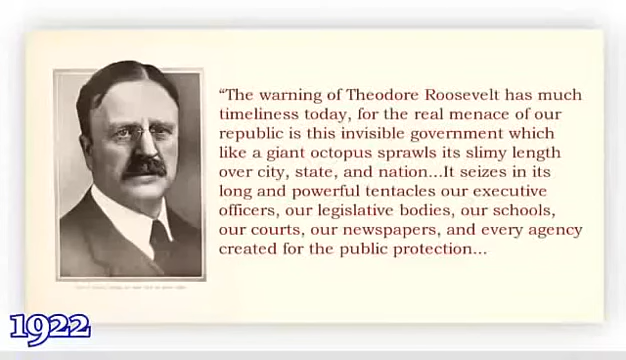 “The warning of Theodore Roosevelt has much
timeliness today, for the real menace of our
republic is this invisible government which
like a giant octopus sprawls its slimy length
over city, state, and nation...It seizes in its
long and powerful tentacles our executive
officers, our legislative bodies, our schools,
our courts, our newspapers, and every agency
created for the public protection...
1922